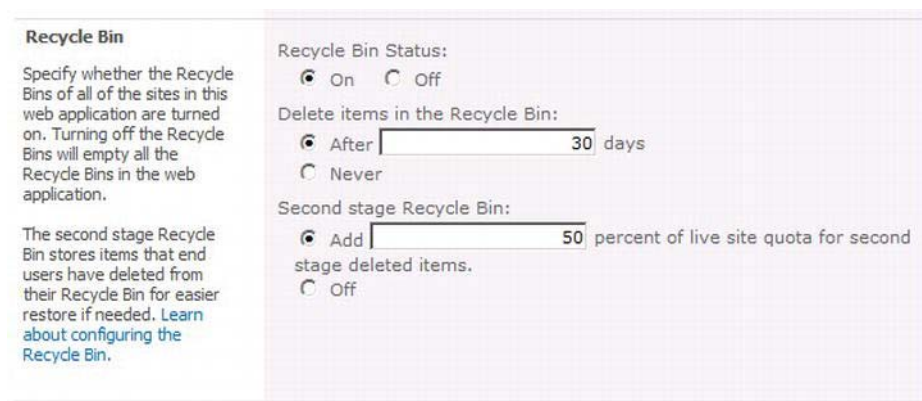 Recycle Bin
Specify whether the Recycle
Bins of all of the sites in this
web application are turned
on. Turning off the Recycle
Bins will empty all the
Recycle Bins in the web
application.
The second stage Recycle
Bin stores items that end
users have deleted from
their Recycle Bin for easier
restore if needed. Learn
about configuring the
Recycle Bin.
Recycle Bin Status:
On Off
Delete items in the Recycle Bin:
After 30 days
Never
Second stage Recycle Bin:
Add 50 percent of live site quota for second
stage deleted items.
Off